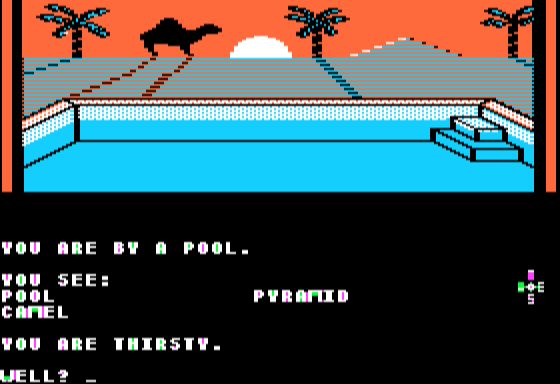 YOU ARE BY A POOL.
YOU SEE:
POOL PYRAMID
CAMEL
YOU ARE THIRSTY.
WELL? _
E
S